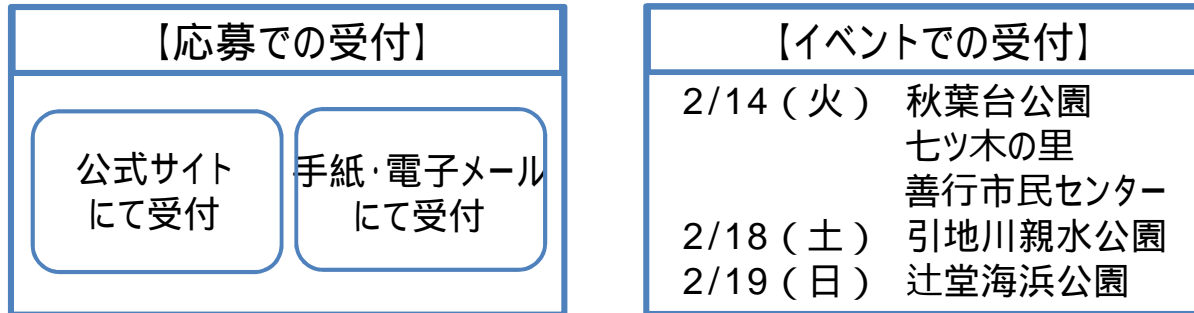 【応募での受付】
公式サイト
にて受付
手紙・電子メール
にて受付
【イベントでの受付】
2/14（火） 秋葉台公園
七ツ木の里
善行市民センター
2/18（土） 引地川親水公園
2/19（日） 辻堂海浜公園